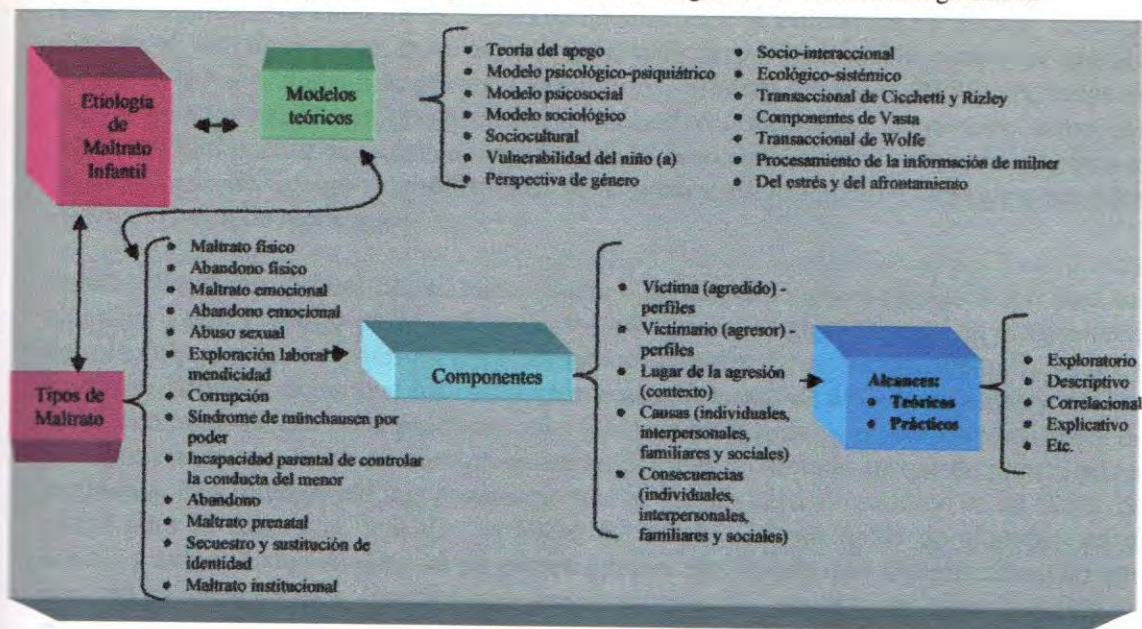 Etiología
de
Maltrato
Infantil
Modelos
teóricos
• Teoría del apego
• Modelo psicológico-psiquiátrico
• Modelo psicosocial
• Modelo sociológico
• Sociocultural
• Vulnerabilidad del niño (a)
• Perspectiva de género
• Socio-interaccional
• Ecológico-sistémico
• Transaccional de Cicchetti y Rizley
• Componentes de Vasta
• Transaccional de Wolfe
• Procesamiento de la información de milner
• Del estrés y del afrontamiento
Tipos de
Maltrato
• Maltrato físico
• Abandono físico
• Maltrato emocional
• Abandono emocional
• Abuso sexual
• Exploración laboral
mendicidad
• Corrupción
• Síndrome de münchausen por
poder
• Incapacidad parental de controlar
la conducta del menor
• Abandono
• Maltrato prenatal
• Secuestro y sustitución de
identidad
• Maltrato institucional
Componentes
• Víctima (agredido) -
perfiles
• Victimario (agresor) -
perfiles
• Lugar de la agresión
(contexto)
• Causas (individuales,
interpersonales,
familiares y sociales)
• Consecuencias
(individuales,
interpersonales,
familiares y sociales)
Alcances:
• Teóricos
• Prácticos
• Exploratorio
• Descriptivo
• Correlacional
• Explicativo
• Etc.